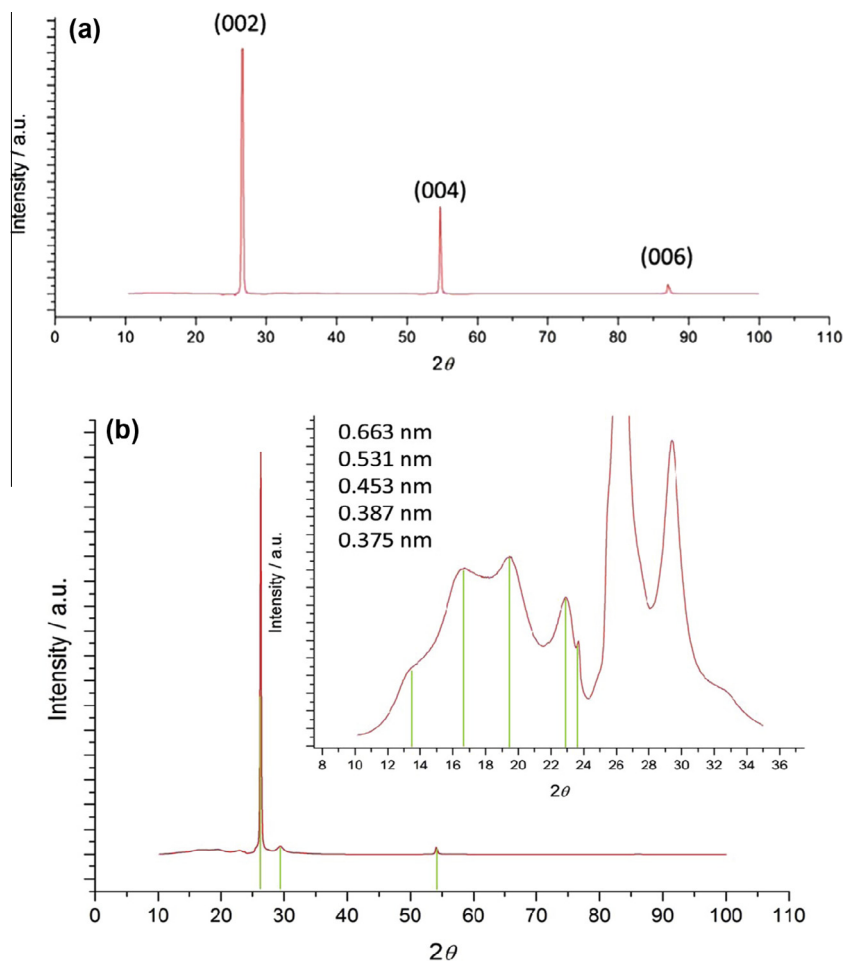 (a)
(002)
(004)
(006)
Intensity / a.u.
0 10 20 30 40 50 60 70 80 90 100 110
2θ
(b)
0.663 nm
0.531 nm
0.453 nm
0.387 nm
0.375 nm
Intensity / a.u.
8 10 12 14 16 18 20 22 24 26 28 30 32 34 36
2θ
Intensity / a.u.
0 10 20 30 40 50 60 70 80 90 100 110
2θ